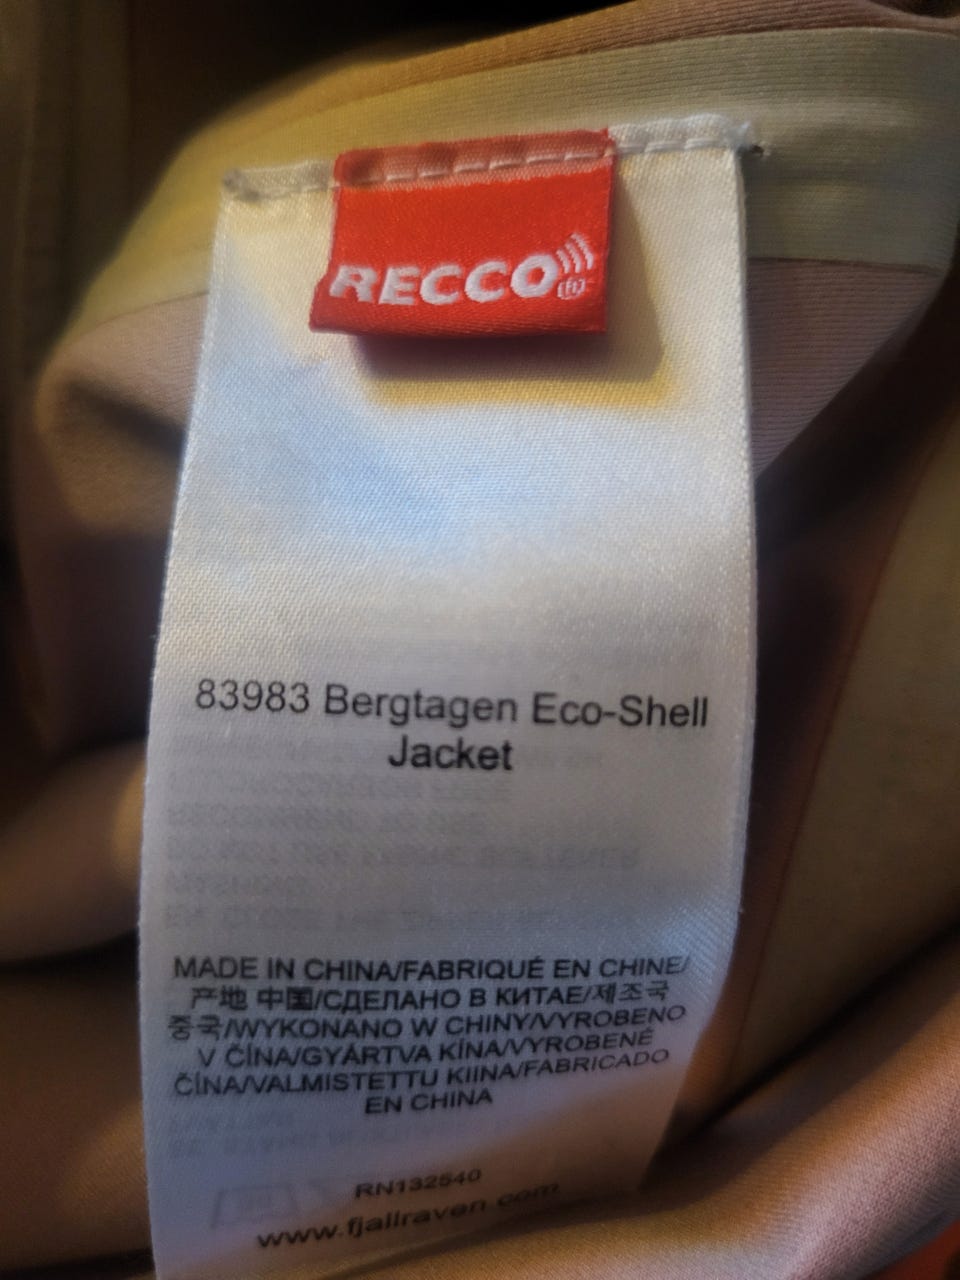 RECCO
83983 Bergtagen Eco-Shell
Jacket
MADE IN CHINA/FABRIQUÉ EN CHINE/
产地 中国/СДЕЛАНО В КИТАЕ/제조국
중국/WYKONANO W CHINY/VYROBENO
V ČÍNA/GYÁRTVA KÍNA/VYROBENÉ
ČÍNA/VALMISTETTU KIINA/FABRICADO
EN CHINA
RN132540
www.fjallraven.com